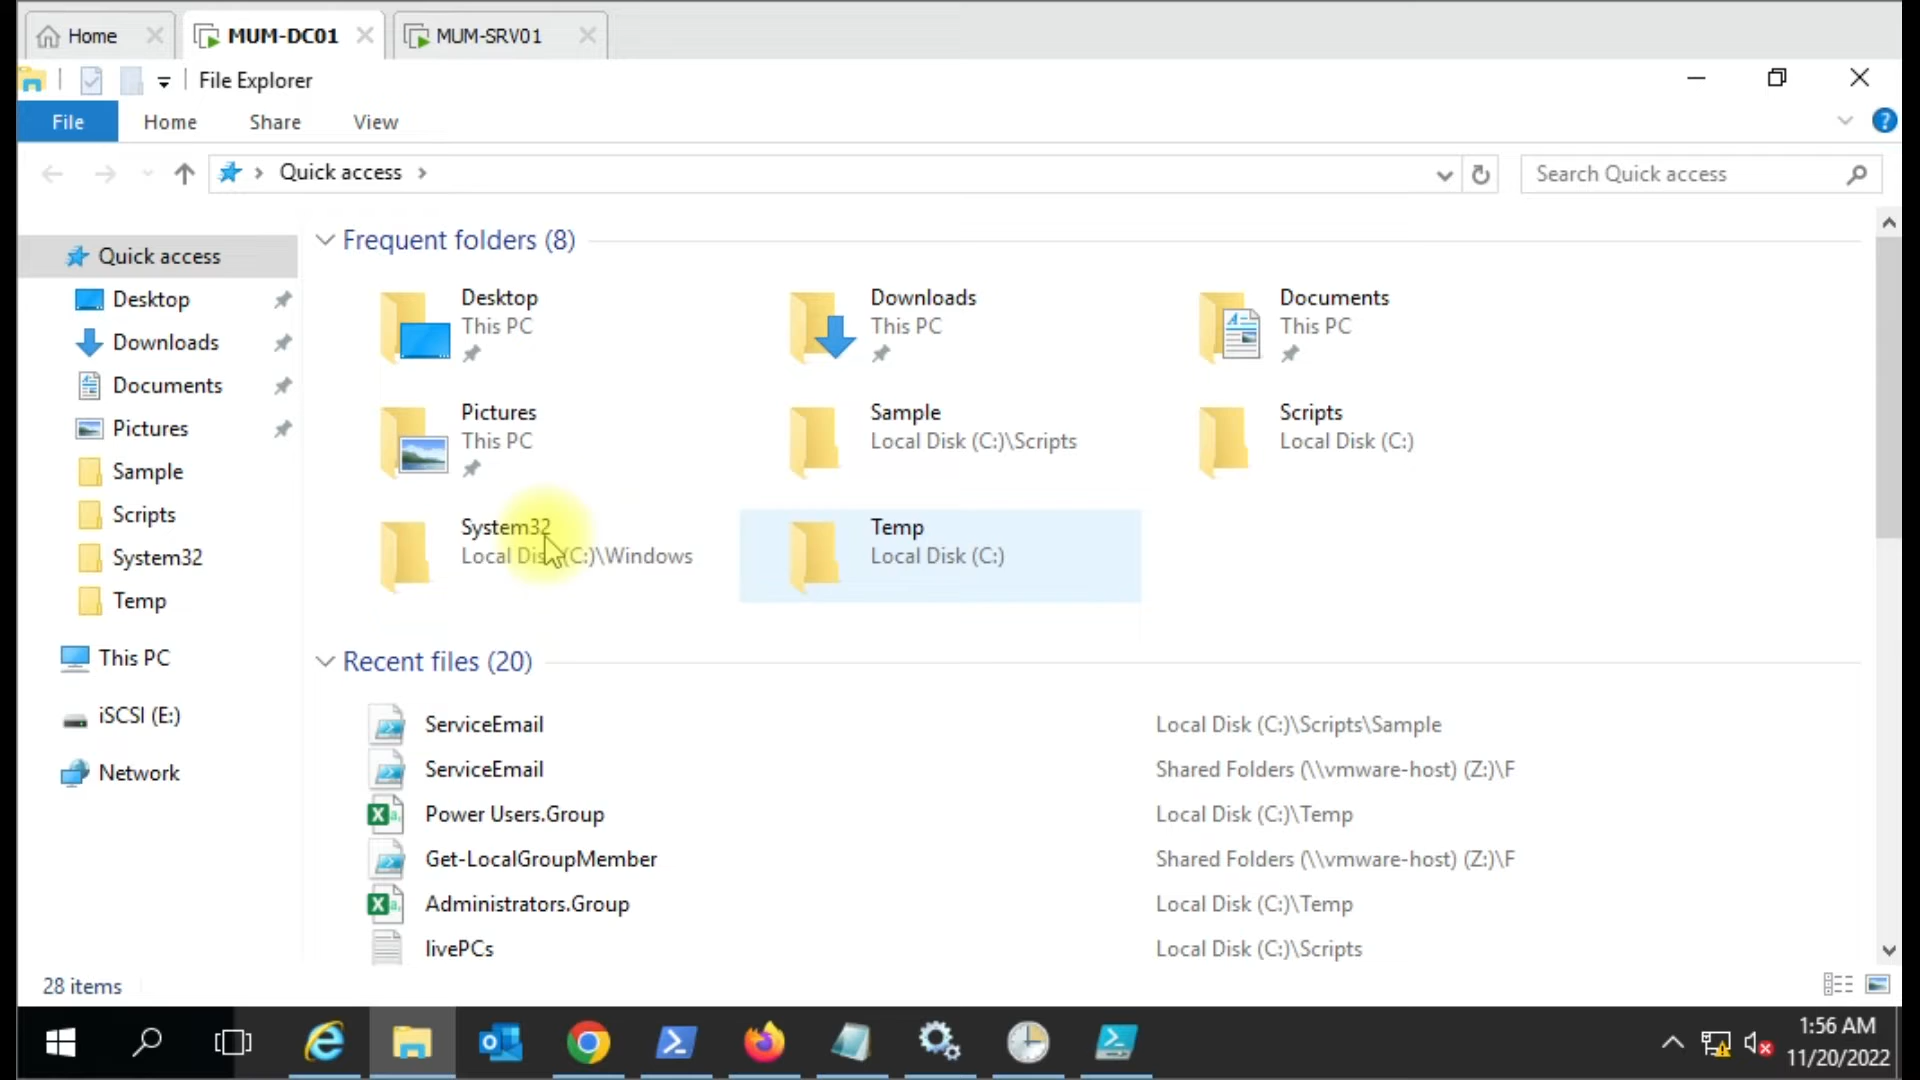 Home
MUM-DC01
MUM-SRV01
File Explorer
File
Home
Share
View
Quick access
Search Quick access
Quick access
Desktop
Downloads
Documents
Pictures
Sample
Scripts
System32
Temp
This PC
iSCSI (E:)
Network
Frequent folders (8)
Desktop
This PC
Downloads
This PC
Documents
This PC
Pictures
This PC
Sample
Local Disk (C:)\Scripts
Scripts
Local Disk (C:)
System32
Local Disk (C:)\Windows
Temp
Local Disk (C:)
Recent files (20)
ServiceEmail Local Disk (C:)\Scripts\Sample
ServiceEmail Shared Folders (\\vmware-host) (Z:)\F
Power Users.Group Local Disk (C:)\Temp
Get-LocalGroupMember Shared Folders (\\vmware-host) (Z:)\F
Administrators.Group Local Disk (C:)\Temp
livePCs Local Disk (C:)\Scripts
28 items
1:56 AM
11/20/2022